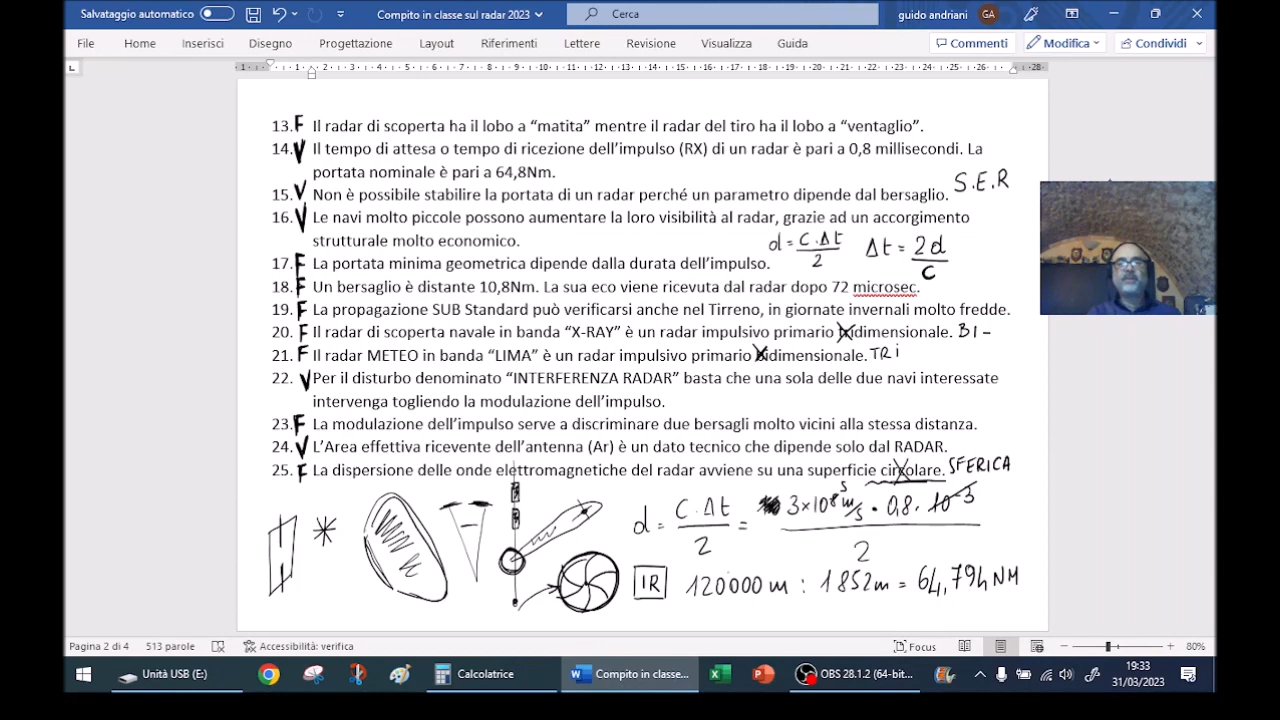 Salvataggio automatico
Compito in classe sul radar 2023
Cerca
guido andriani
GA
File Home Inserisci Disegno Progettazione Layout Riferimenti Lettere Revisione Visualizza Guida
Commenti Modifica Condividi
13. F Il radar di scoperta ha il lobo a “matita” mentre il radar del tiro ha il lobo a “ventaglio”.
14. V Il tempo di attesa o tempo di ricezione dell’impulso (RX) di un radar è pari a 0,8 millisecondi. La
portata nominale è pari a 64,8Nm.
15. V Non è possibile stabilire la portata di un radar perché un parametro dipende dal bersaglio. S.E.R
16. V Le navi molto piccole possono aumentare la loro visibilità al radar, grazie ad un accorgimento
strutturale molto economico.
d = C·Δt / 2 Δt = 2d / C
17. F La portata minima geometrica dipende dalla durata dell’impulso.
18. F Un bersaglio è distante 10,8Nm. La sua eco viene ricevuta dal radar dopo 72 microsec.
19. F La propagazione SUB Standard può verificarsi anche nel Tirreno, in giornate invernali molto fredde.
20. F Il radar di scoperta navale in banda “X-RAY” è un radar impulsivo primario tridimensionale. BI -
21. F Il radar METEO in banda “LIMA” è un radar impulsivo primario bidimensionale. TRI
22. V Per il disturbo denominato “INTERFERENZA RADAR” basta che una sola delle due navi interessate
intervenga togliendo la modulazione dell’impulso.
23. F La modulazione dell’impulso serve a discriminare due bersagli molto vicini alla stessa distanza.
24. V L’Area effettiva ricevente dell’antenna (Ar) è un dato tecnico che dipende solo dal RADAR.
25. F La dispersione delle onde elettromagnetiche del radar avviene su una superficie circolare. SFERICA
d = C·Δt / 2 = 3×10⁸ 5 m/s · 0,8 · 10⁻³ / 2
IR 120000 m : 1852m = 64,794 NM
Pagina 2 di 4 513 parole Accessibilità: verifica Focus 80%
Unità USB (E:) Calcolatrice Compito in classe... OBS 28.1.2 (64-bit... 19:33
31/03/2023